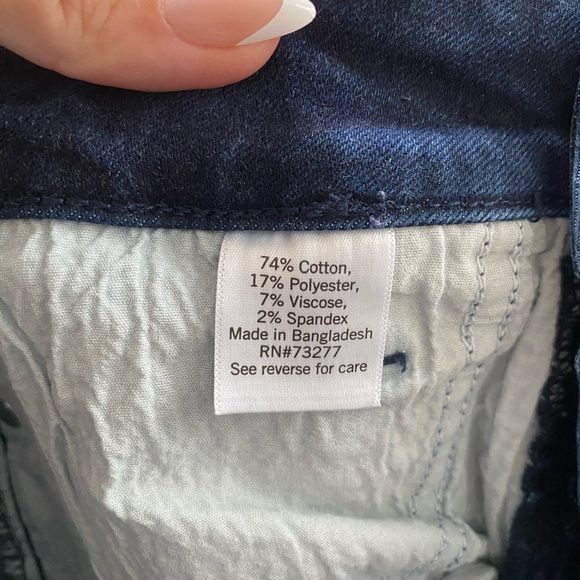 74% Cotton,
17% Polyester,
7% Viscose,
2% Spandex
Made in Bangladesh
RN#73277
See reverse for care